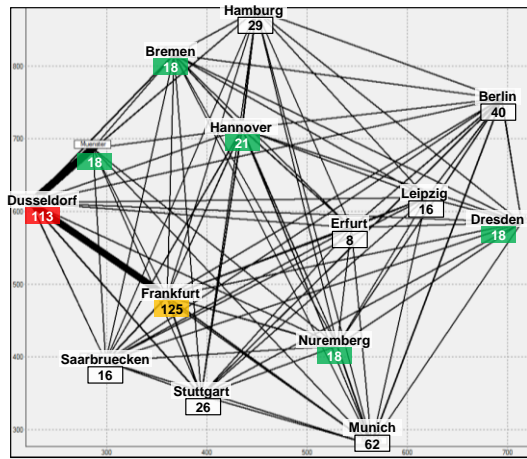 Hamburg
29
Bremen
18
800
Berlin
40
Hannover
21
700
Muenster
18
Dusseldorf
113
600
Leipzig
16
Erfurt
8
Dresden
18
500
Frankfurt
125
Nuremberg
18
Saarbruecken
16
400
Stuttgart
26
Munich
62
300
200 300 400 500 600 700